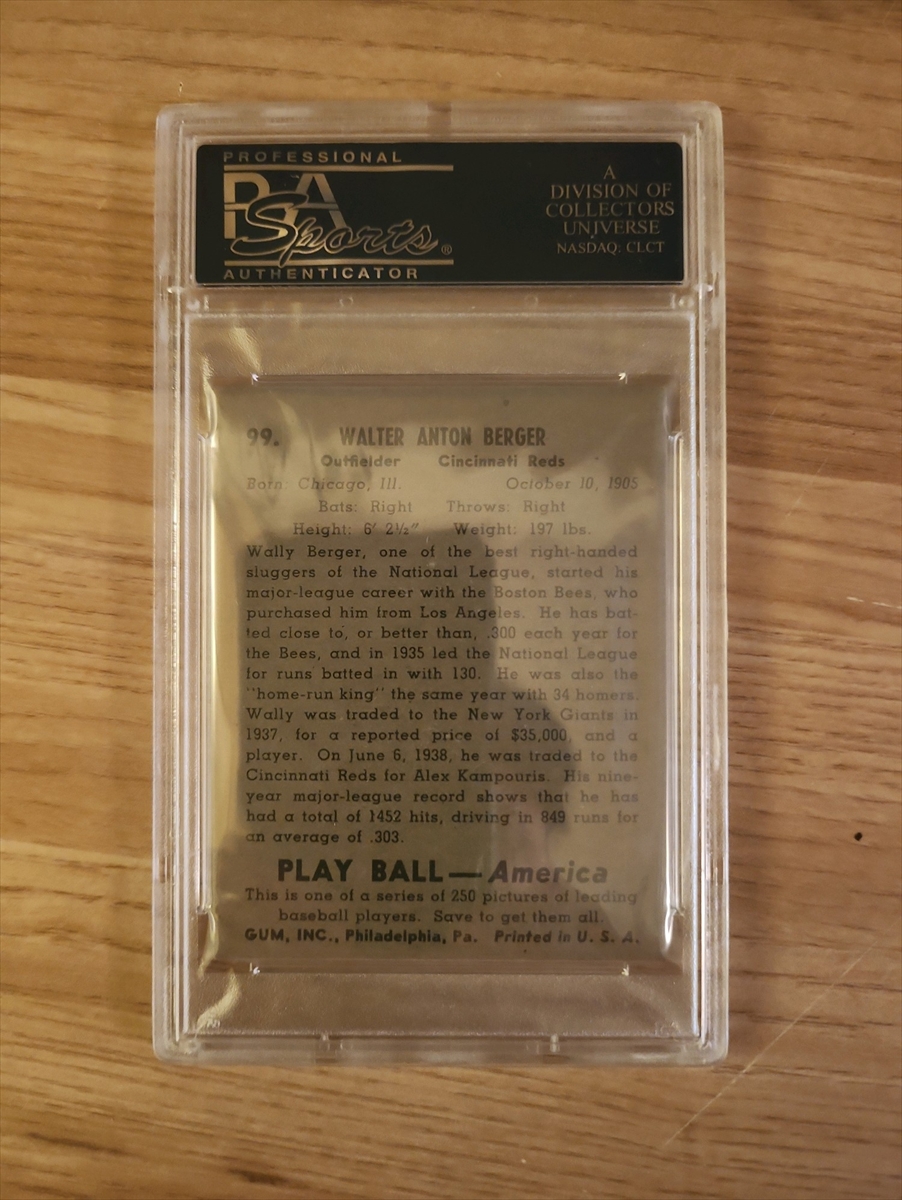 PROFESSIONAL
PSA
Sports®
AUTHENTICATOR
A
DIVISION OF
COLLECTORS
UNIVERSE
NASDAQ: CLCT
99. WALTER ANTON BERGER
Outfielder Cincinnati Reds
Born: Chicago, Ill. October 10, 1905
Bats: Right Throws: Right
Height: 6' 2½" Weight: 197 lbs.
Wally Berger, one of the best right-handed
sluggers of the National League, started his
major-league career with the Boston Bees, who
purchased him from Los Angeles. He has bat-
ted close to, or better than, .300 each year for
the Bees, and in 1935 led the National League
for runs batted in with 130. He was also the
"home-run king" the same year with 34 homers.
Wally was traded to the New York Giants in
1937, for a reported price of $35,000, and a
player. On June 6, 1938, he was traded to the
Cincinnati Reds for Alex Kampouris. His nine-
year major-league record shows that he has
had a total of 1452 hits, driving in 849 runs for
an average of .303.
PLAY BALL—America
This is one of a series of 250 pictures of leading
baseball players. Save to get them all.
GUM, INC., Philadelphia, Pa. Printed in U. S. A.